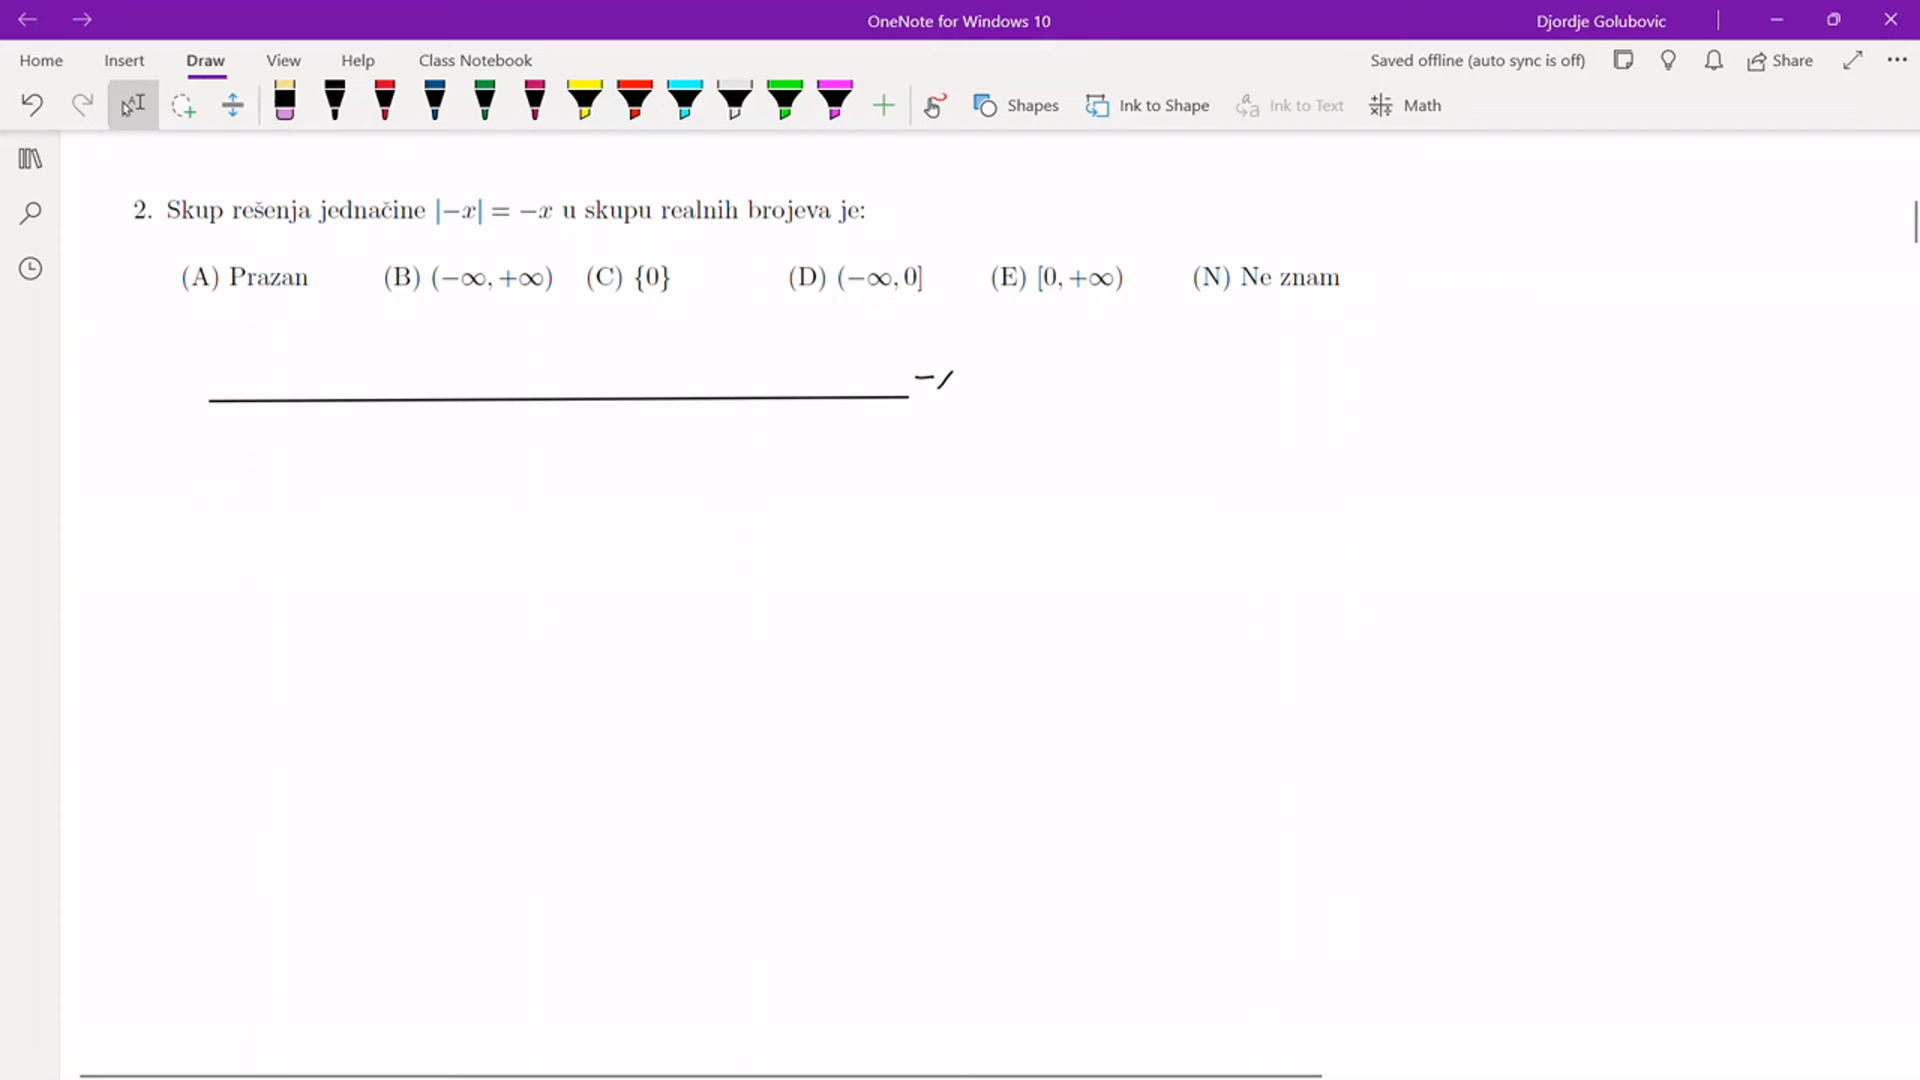 OneNote for Windows 10
Djordje Golubovic
Home Insert Draw View Help Class Notebook
Saved offline (auto sync is off) Share
Shapes Ink to Shape Ink to Text Math
2. Skup rešenja jednačine |−x| = −x u skupu realnih brojeva je:
(A) Prazan (B) (−∞, +∞) (C) {0} (D) (−∞, 0] (E) [0, +∞) (N) Ne znam